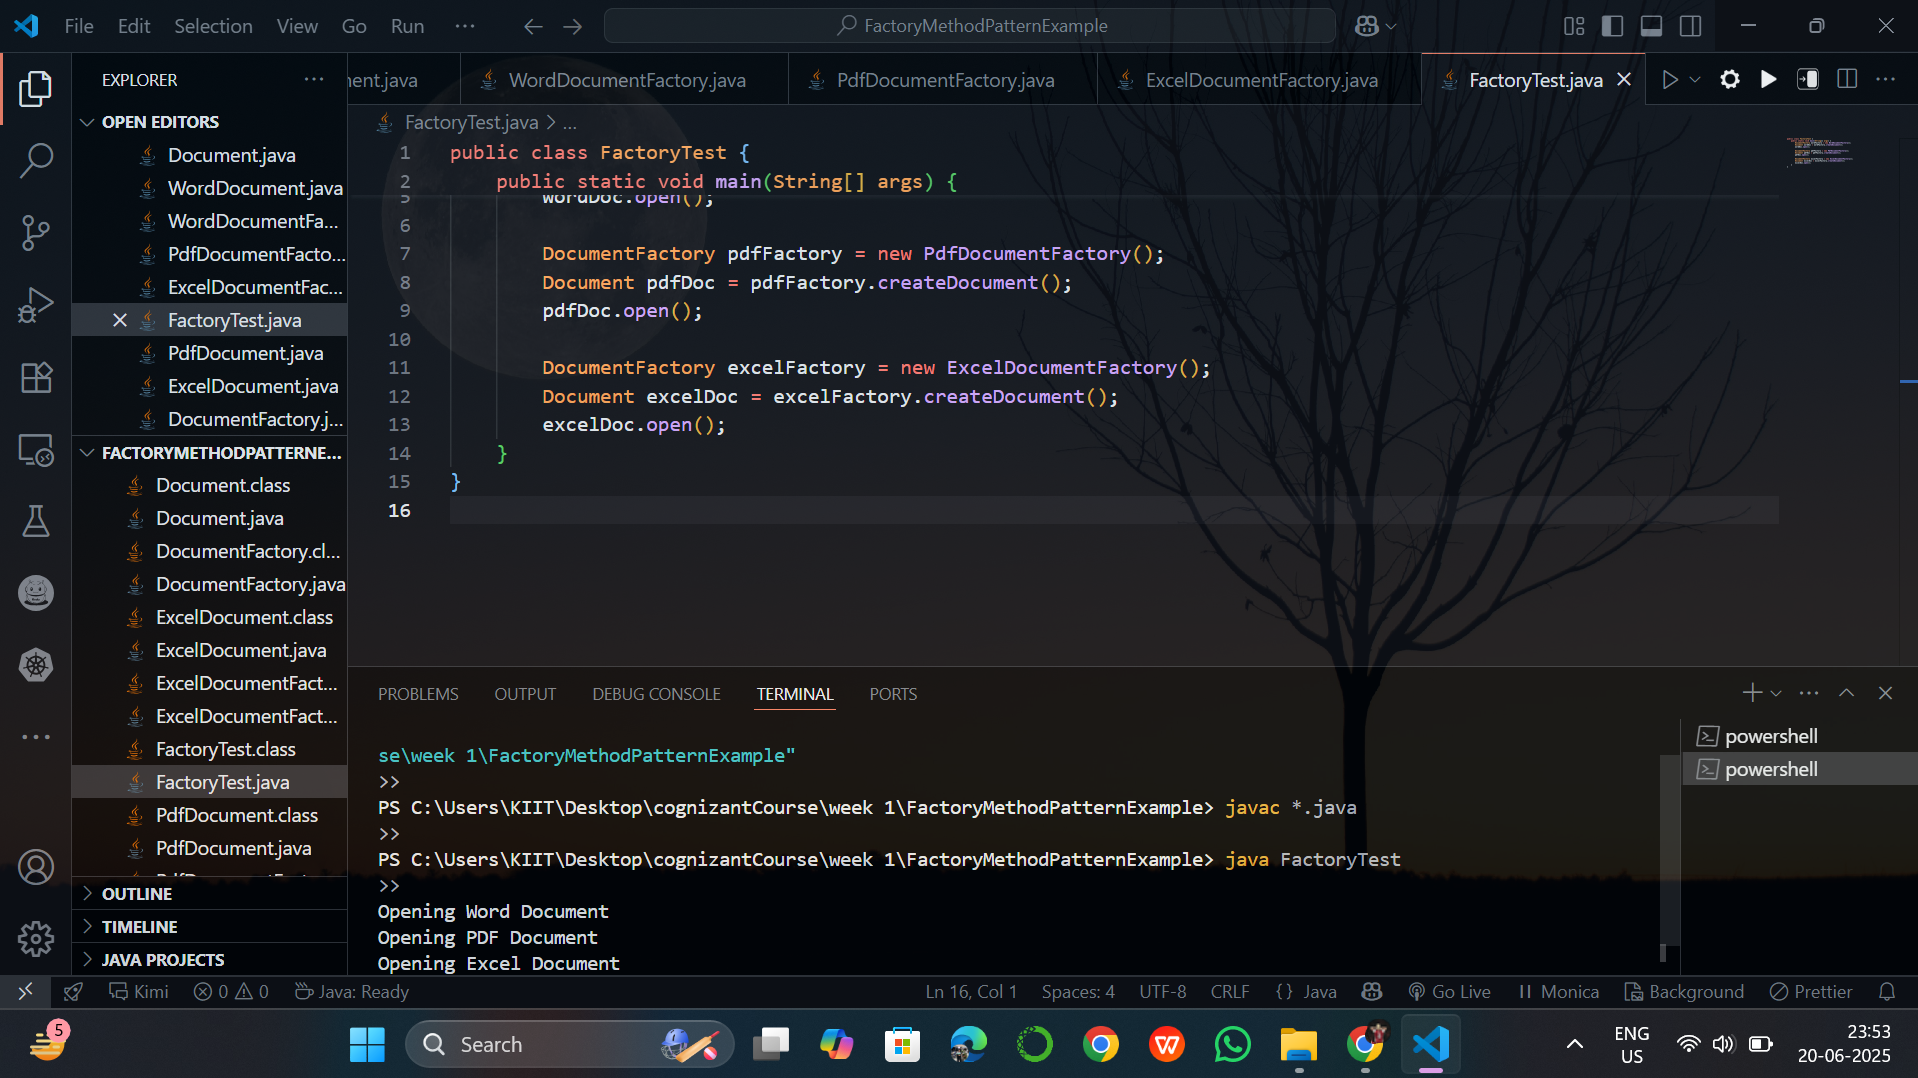 File Edit Selection View Go Run ··· FactoryMethodPatternExample
EXPLORER ···
OPEN EDITORS
Document.java
WordDocument.java
WordDocumentFa...
PdfDocumentFacto...
ExcelDocumentFac...
FactoryTest.java
PdfDocument.java
ExcelDocument.java
DocumentFactory.j...
FACTORYMETHODPATTERNE...
Document.class
Document.java
DocumentFactory.cl...
DocumentFactory.java
ExcelDocument.class
ExcelDocument.java
ExcelDocumentFact...
ExcelDocumentFact...
FactoryTest.class
FactoryTest.java
PdfDocument.class
PdfDocument.java
OUTLINE
TIMELINE
JAVA PROJECTS
ent.java WordDocumentFactory.java PdfDocumentFactory.java ExcelDocumentFactory.java FactoryTest.java
FactoryTest.java > ...
1 public class FactoryTest {
2 public static void main(String[] args) {
5 wordDoc.open();
6
7 DocumentFactory pdfFactory = new PdfDocumentFactory();
8 Document pdfDoc = pdfFactory.createDocument();
9 pdfDoc.open();
10
11 DocumentFactory excelFactory = new ExcelDocumentFactory();
12 Document excelDoc = excelFactory.createDocument();
13 excelDoc.open();
14 }
15 }
16
PROBLEMS OUTPUT DEBUG CONSOLE TERMINAL PORTS
se\week 1\FactoryMethodPatternExample"
>>
PS C:\Users\KIIT\Desktop\cognizantCourse\week 1\FactoryMethodPatternExample> javac *.java
>>
PS C:\Users\KIIT\Desktop\cognizantCourse\week 1\FactoryMethodPatternExample> java FactoryTest
>>
Opening Word Document
Opening PDF Document
Opening Excel Document
powershell
powershell
Kimi 0 0 Java: Ready Ln 16, Col 1 Spaces: 4 UTF-8 CRLF {} Java Go Live Monica Background Prettier
5 Search ENG
US 23:53
20-06-2025